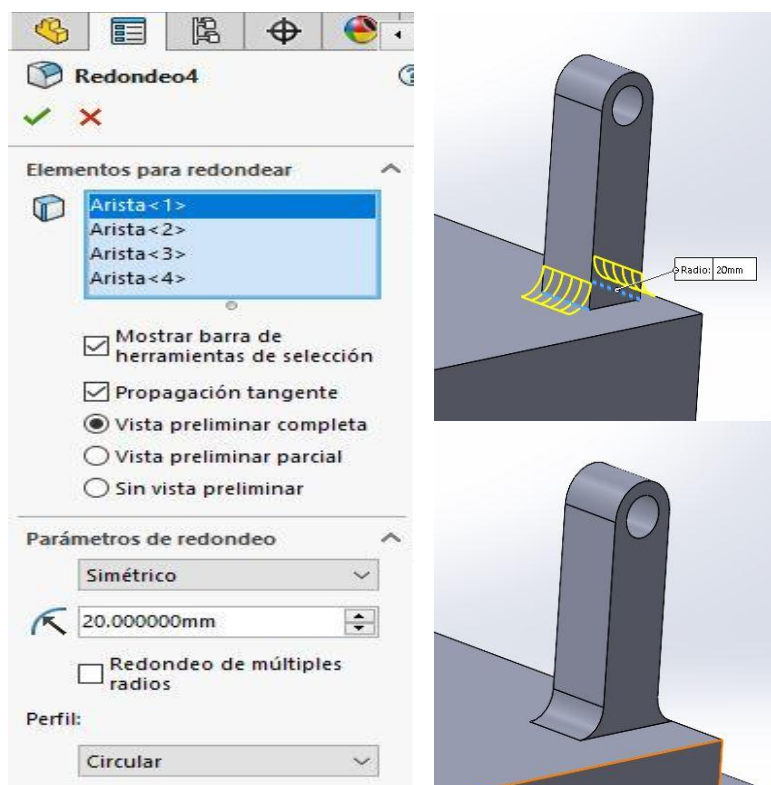 Redondeo4
Elementos para redondear
Arista<1>
Arista<2>
Arista<3>
Arista<4>
Mostrar barra de
herramientas de selección
Propagación tangente
Vista preliminar completa
Vista preliminar parcial
Sin vista preliminar
Parámetros de redondeo
Simétrico
20.000000mm
Redondeo de múltiples
radios
Perfil:
Circular
Radio: 20mm